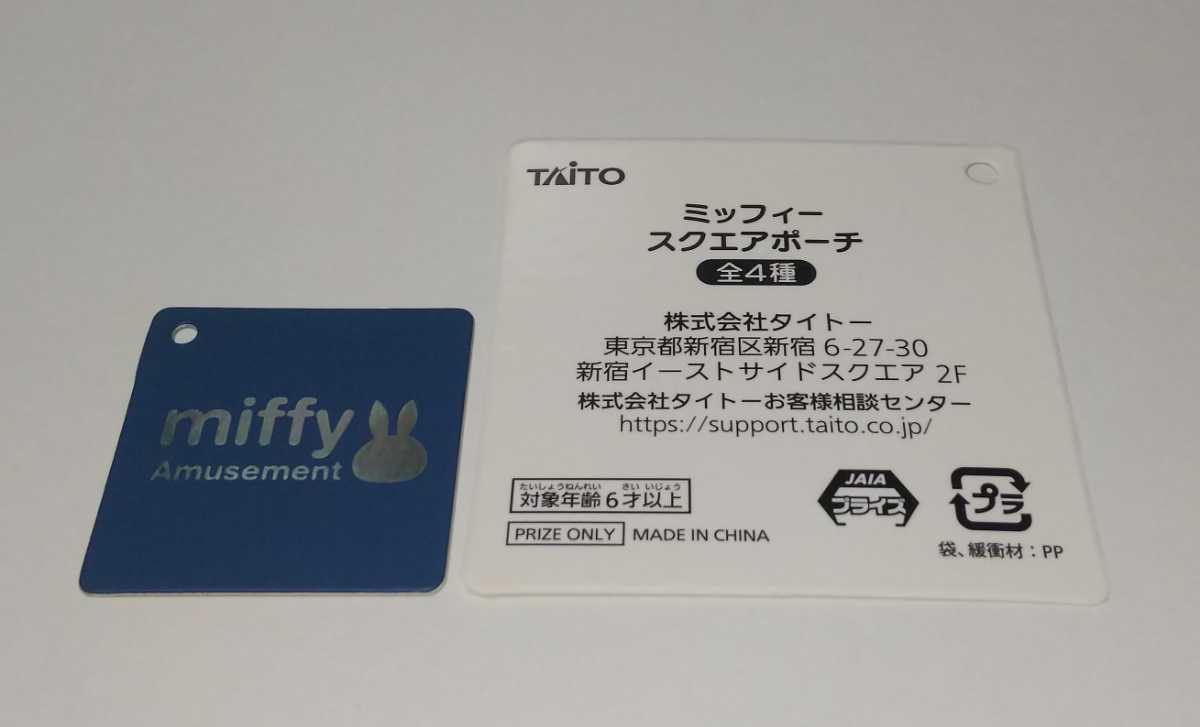 miffy
Amusement
TAITO
ミッフィー
スクエアポーチ
全4種
株式会社タイトー
東京都新宿区新宿 6-27-30
新宿イーストサイドスクエア 2F
株式会社タイトーお客様相談センター
https://support.taito.co.jp/
たいしょうねんれい さい いじょう
対象年齢6才以上
PRIZE ONLY MADE IN CHINA
JAIA
プライズ
プラ
袋、緩衝材:PP